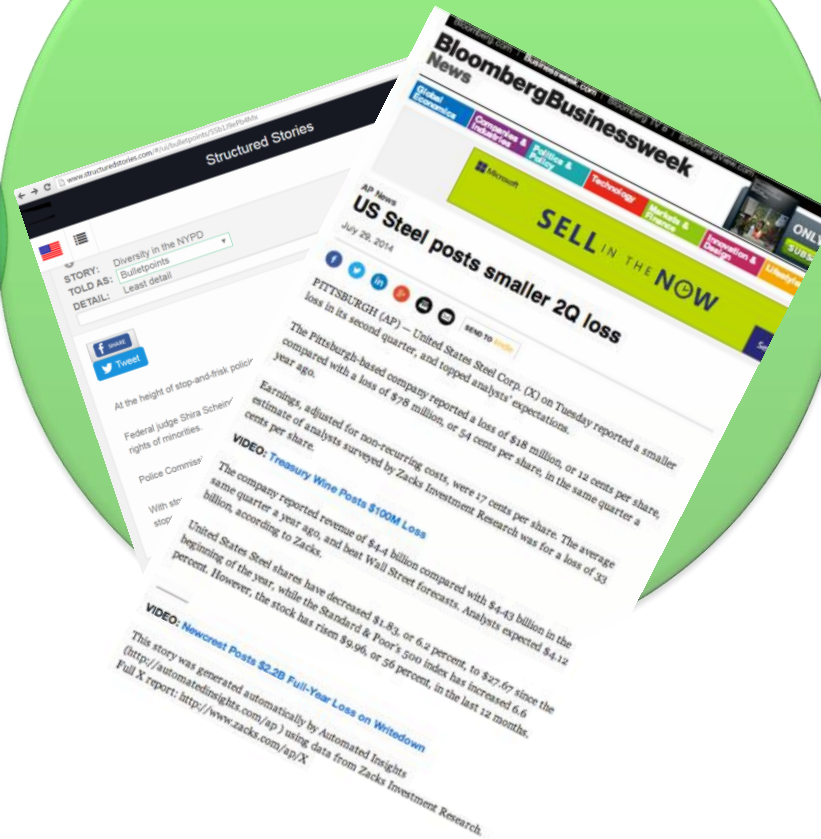 www.structuredstories.com/#/ui/bulletpoints/
Structured Stories
STORY: Diversity in the NYPD
TOLD AS: Bulletpoints
DETAIL: Least detail
SHARE
Tweet
At the height of stop-and-frisk
Federal judge Shira
rights of minorities.
Police
With
Bloomberg.com | Businessweek.com | Bloomberg TV | BloombergView.com
BloombergBusinessweek
News
Global
Economics
Companies &
Industries
Politics &
Policy
Technology
Markets &
Finance
Innovation &
Design
Lifestyle
Microsoft
SELL IN THE NOW
ONLY
SUBS
AP News
US Steel posts smaller 2Q loss
July 29, 2014
SEND TO kindle
PITTSBURGH (AP) — United States Steel Corp. (X) on Tuesday reported a smaller
loss in its second quarter, and topped analysts' expectations.
The Pittsburgh-based company reported a loss of $18 million, or 12 cents per share,
compared with a loss of $78 million, or 54 cents per share, in the same quarter a
year ago.
Earnings, adjusted for non-recurring costs, were 17 cents per share. The average
estimate of analysts surveyed by Zacks Investment Research was for a loss of 33
cents per share.
VIDEO: Treasury Wine Posts $100M Loss
The company reported revenue of $4.4 billion compared with $4.43 billion in the
same quarter a year ago, and beat Wall Street forecasts. Analysts expected $4.12
billion, according to Zacks.
United States Steel shares have decreased $1.83, or 6.2 percent, to $27.67 since the
beginning of the year, while the Standard & Poor's 500 index has increased 6.6
percent. However, the stock has risen $9.96, or 56 percent, in the last 12 months.
VIDEO: Newcrest Posts $2.2B Full-Year Loss on Writedown
This story was generated automatically by Automated Insights
(http://automatedinsights.com/ap ) using data from Zacks Investment Research.
Full X report: http://www.zacks.com/ap/X